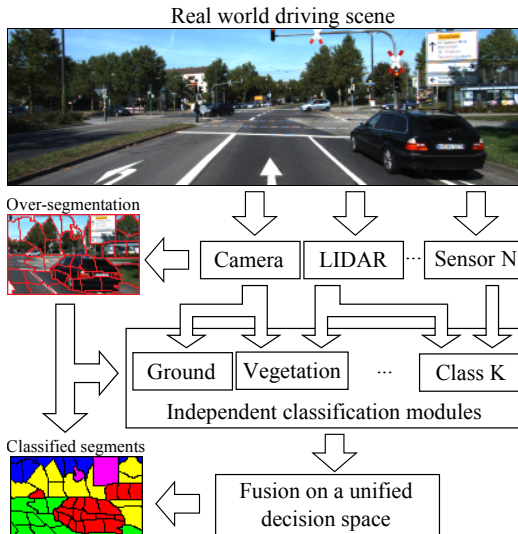 Real world driving scene
Over-segmentation
Camera
LIDAR
...
Sensor N
Ground
Vegetation
...
Class K
Independent classification modules
Classified segments
Fusion on a unified
decision space